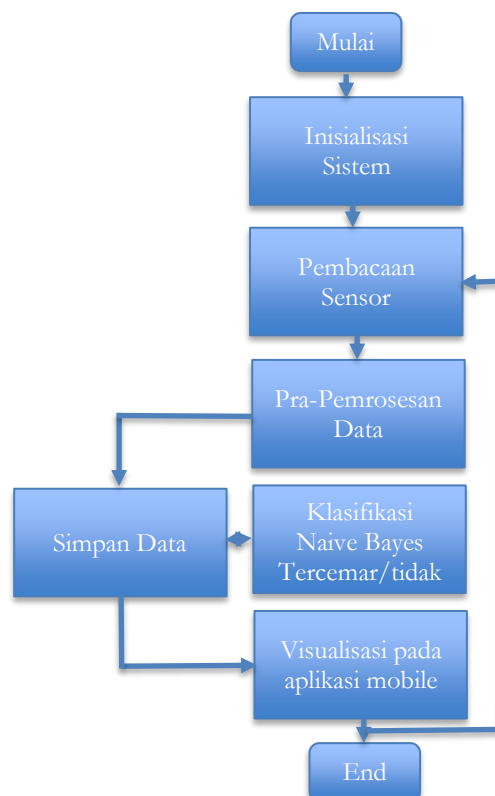 Mulai
Inisialisasi
Sistem
Pembacaan
Sensor
Pra-Pemrosesan
Data
Simpan Data
Klasifikasi
Naive Bayes
Tercemar/tidak
Visualisasi pada
aplikasi mobile
End